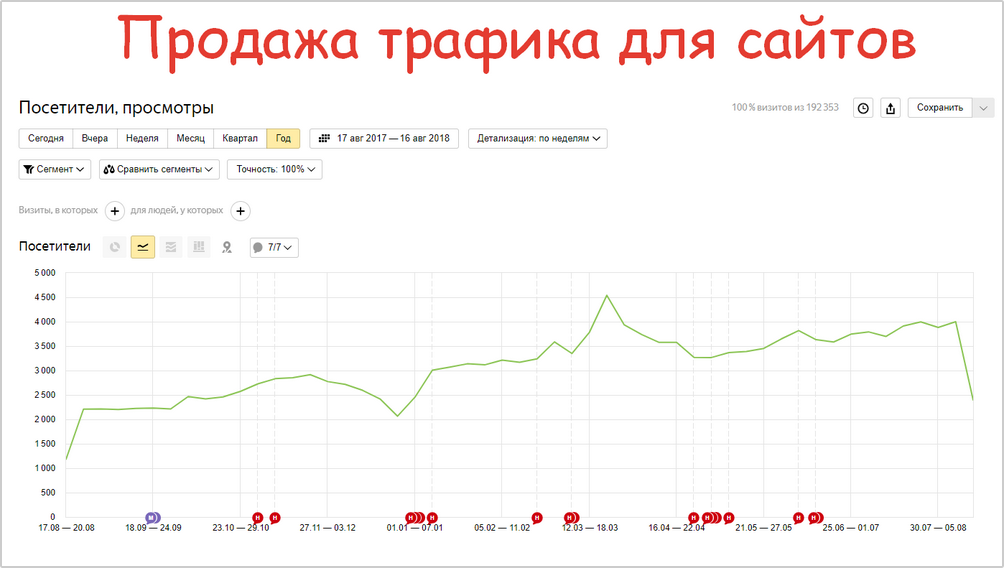 Продажа трафика для сайтов
Посетители, просмотры
100% визитов из 192 353
Сохранить
Сегодня Вчера Неделя Месяц Квартал Год
17 авг 2017 — 16 авг 2018
Детализация: по неделям
Сегмент
Сравнить сегменты
Точность: 100%
Визиты, в которых + для людей, у которых +
Посетители
7/7
5 000
4 500
4 000
3 500
3 000
2 500
2 000
1 500
1 000
500
0
М Н Н Н Н Н Н Н Н Н Н Н
17.08 — 20.08 18.09 — 24.09 23.10 — 29.10 27.11 — 03.12 01.01 — 07.01 05.02 — 11.02 12.03 — 18.03 16.04 — 22.04 21.05 — 27.05 25.06 — 01.07 30.07 — 05.08